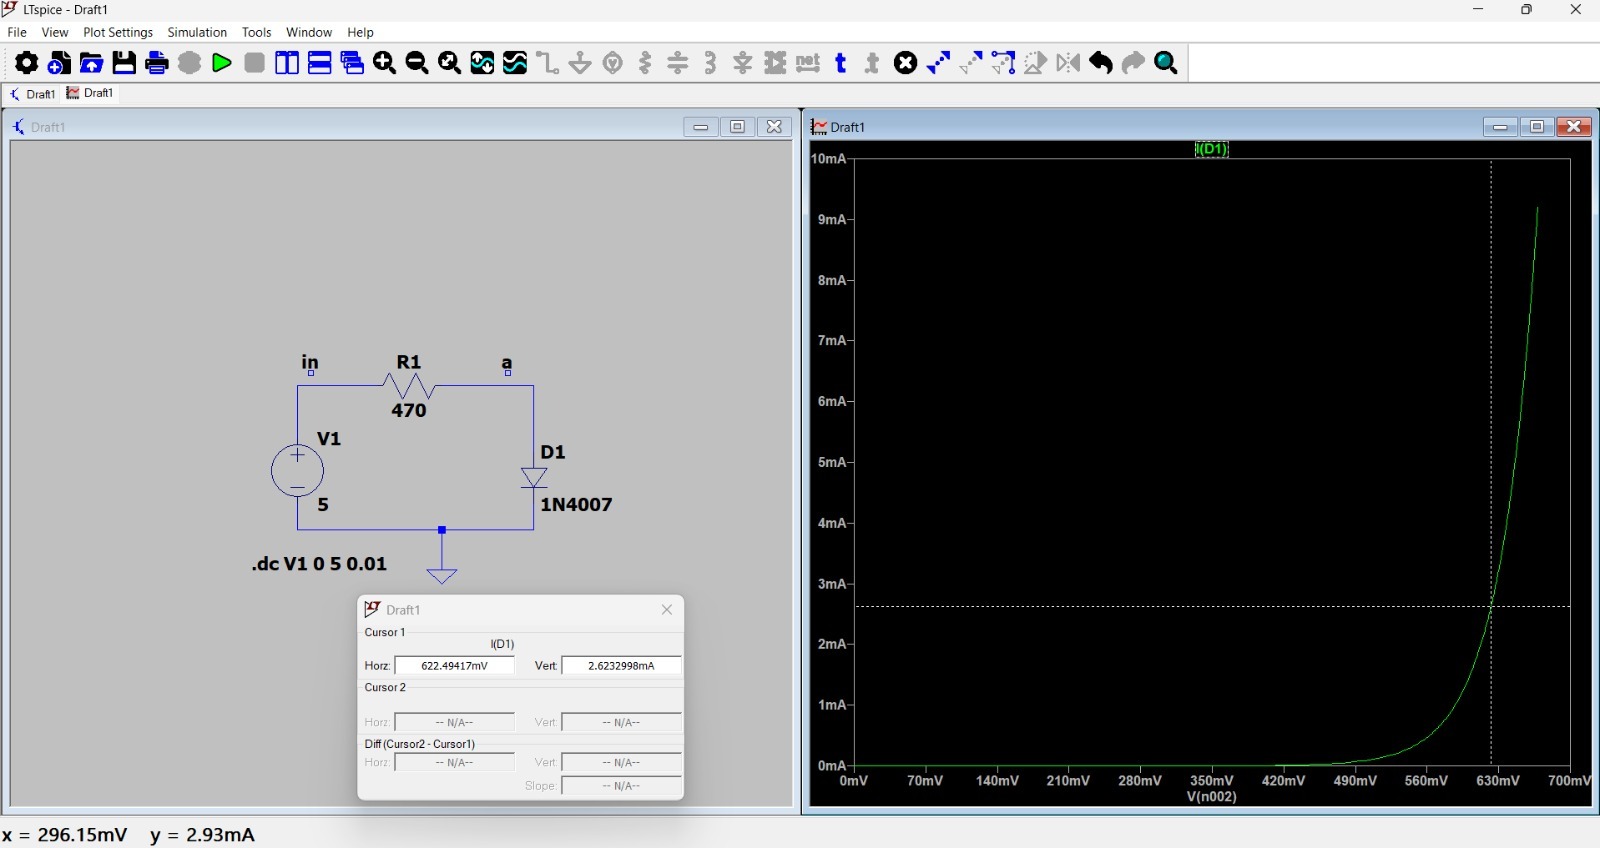 LTspice - Draft1
File View Plot Settings Simulation Tools Window Help
net t t
Draft1 Draft1
Draft1
in R1 a
470
V1
D1
5 1N4007
.dc V1 0 5 0.01
Draft1
Cursor 1
I(D1)
Horz: 622.49417mV Vert: 2.6232998mA
Cursor 2
Horz: -- N/A-- Vert: -- N/A--
Diff (Cursor2 - Cursor1)
Horz: -- N/A-- Vert: -- N/A--
Slope: -- N/A--
Draft1
I(D1)
10mA
9mA
8mA
7mA
6mA
5mA
4mA
3mA
2mA
1mA
0mA
0mV 70mV 140mV 210mV 280mV 350mV 420mV 490mV 560mV 630mV 700mV
V(n002)
x = 296.15mV y = 2.93mA